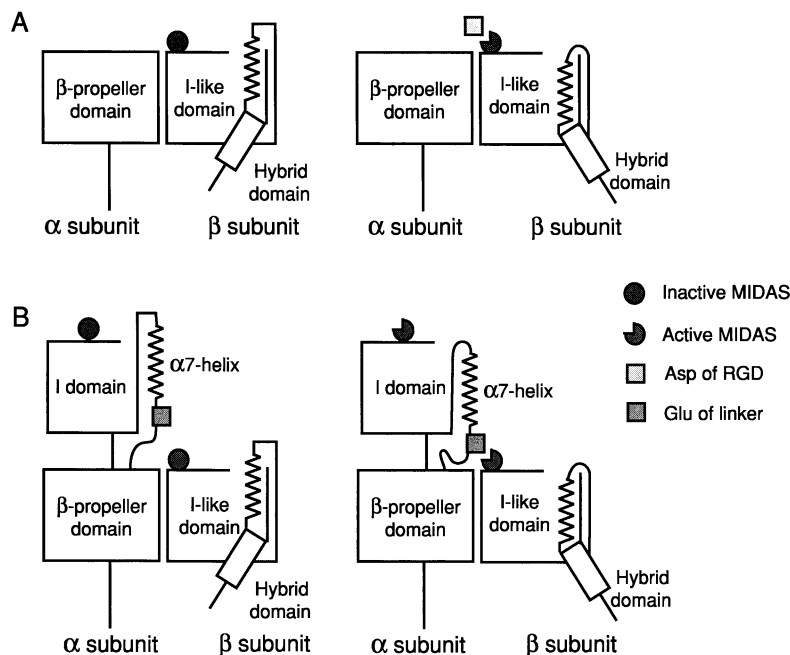 A
β-propeller
domain
I-like
domain
Hybrid
domain
α subunit
β subunit
β-propeller
domain
I-like
domain
Hybrid
domain
α subunit
β subunit
B
I domain
α7-helix
β-propeller
domain
I-like
domain
Hybrid
domain
α subunit
β subunit
I domain
α7-helix
β-propeller
domain
I-like
domain
Hybrid
domain
α subunit
β subunit
Inactive MIDAS
Active MIDAS
Asp of RGD
Glu of linker